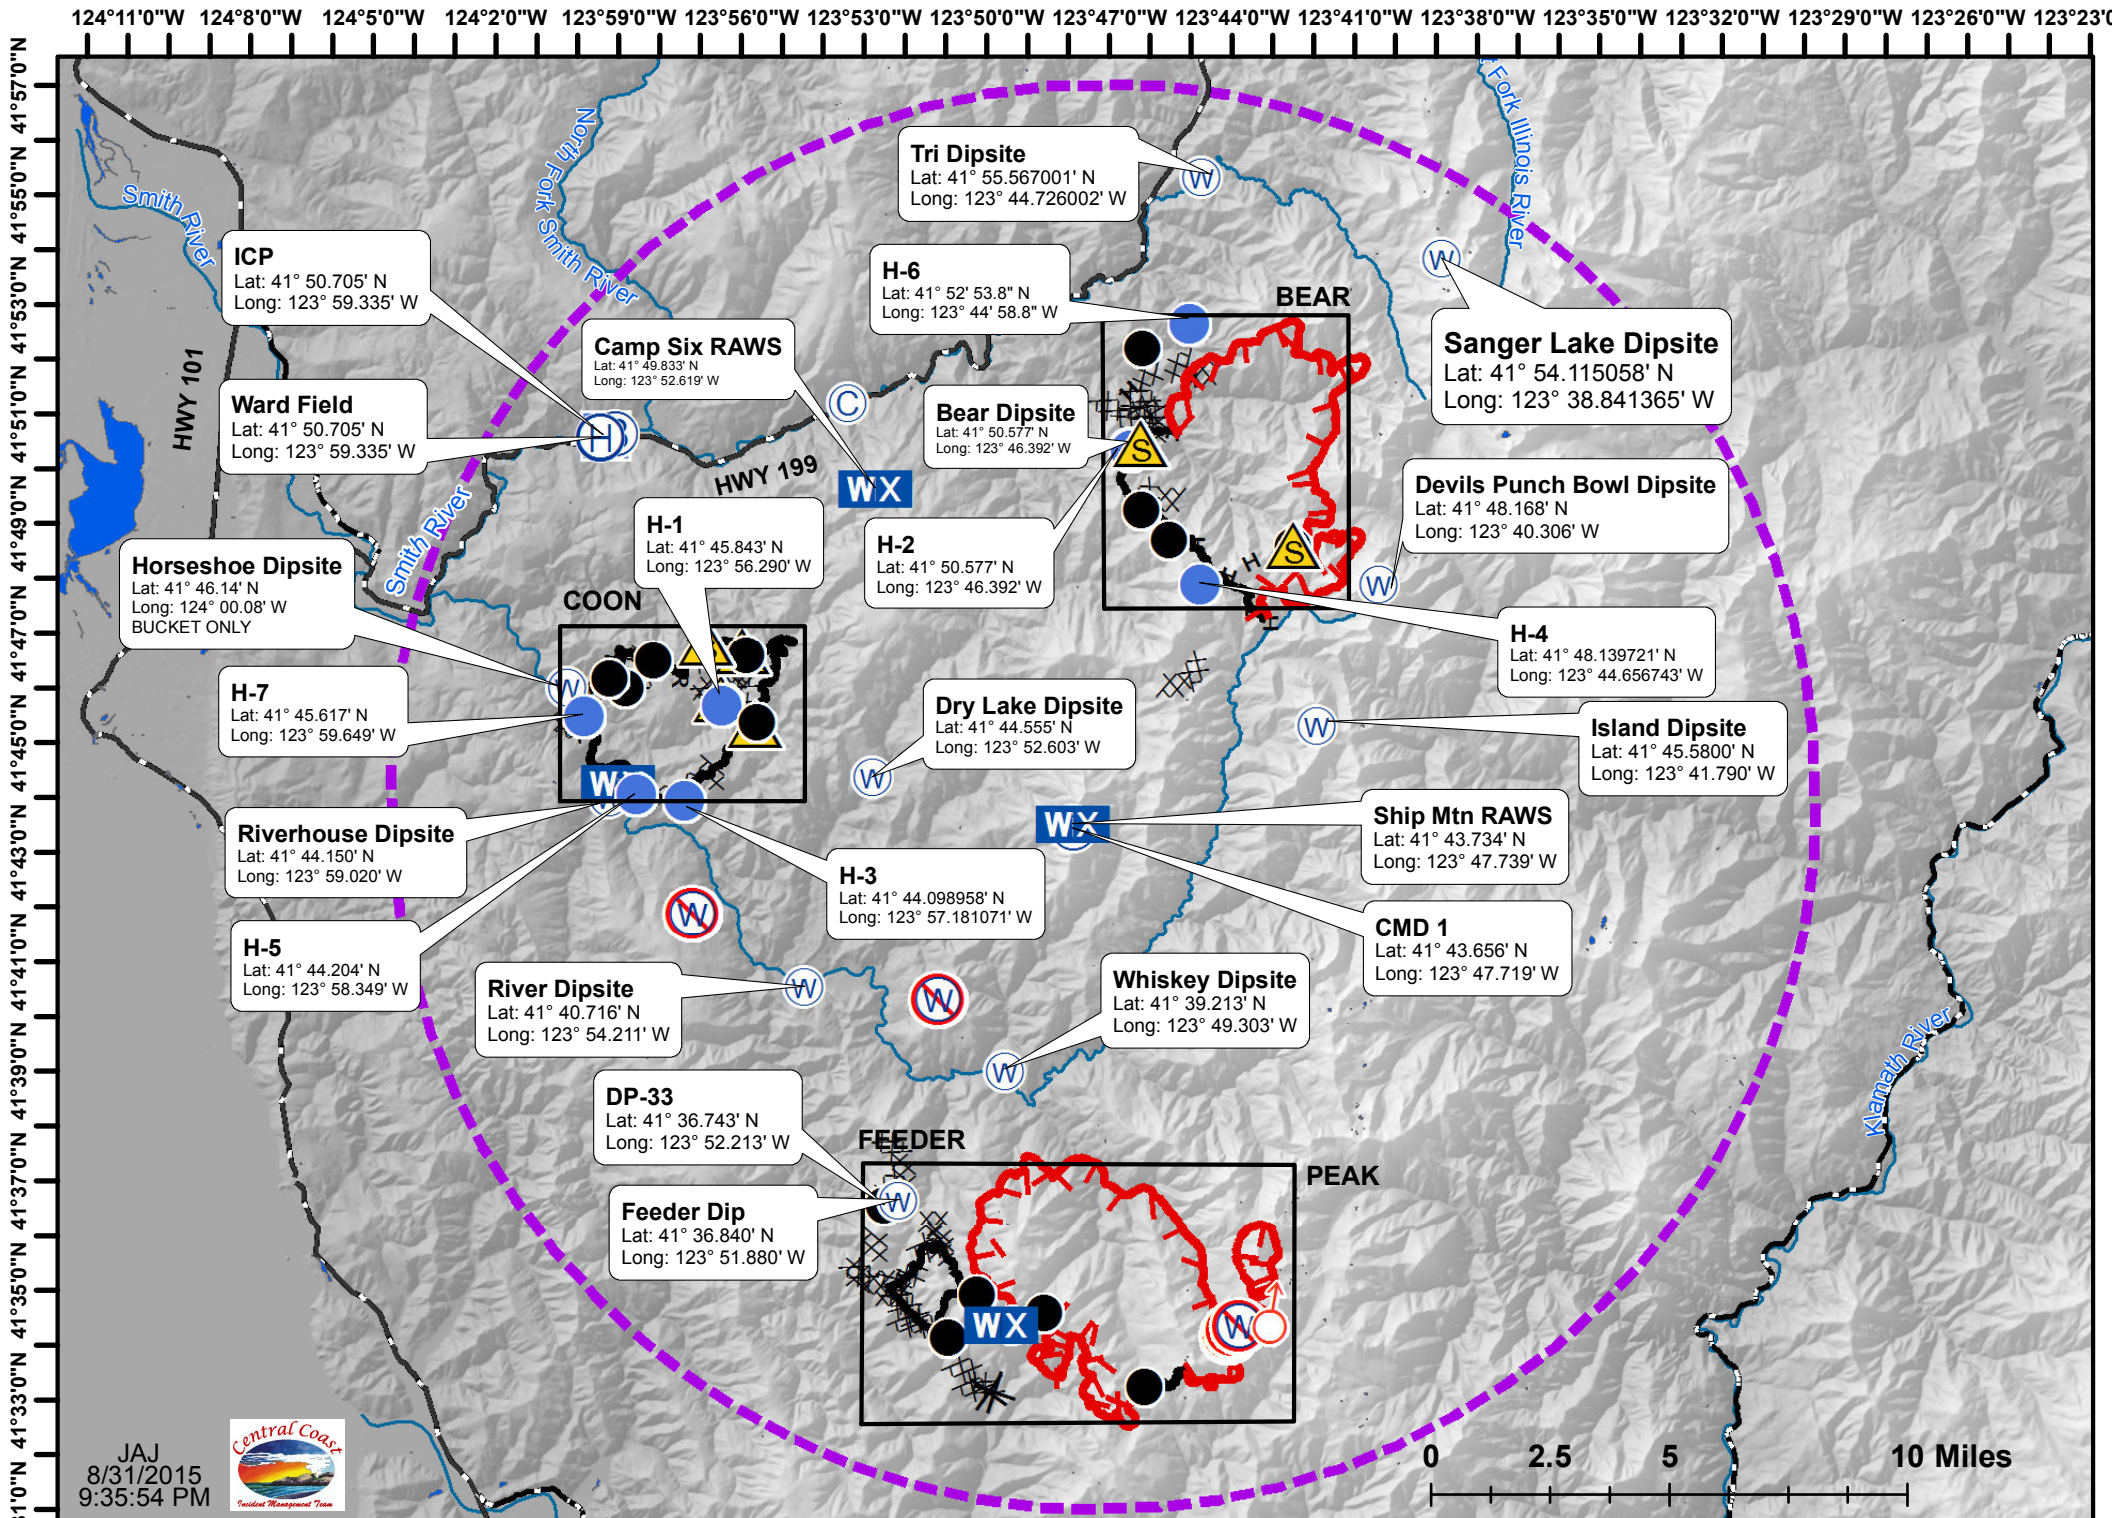 124°11'0"W 124°8'0"W 124°5'0"W 124°2'0"W 123°59'0"W 123°56'0"W 123°53'0"W 123°50'0"W 123°47'0"W 123°44'0"W 123°41'0"W 123°38'0"W 123°35'0"W 123°32'0"W 123°29'0"W 123°26'0"W
41°57'0"N
41°55'0"N
41°53'0"N
41°51'0"N
41°49'0"N
41°47'0"N
41°45'0"N
41°43'0"N
41°41'0"N
41°39'0"N
41°37'0"N
41°35'0"N
41°33'0"N
Smith River
North Fork Smith River
Fork Illinois River
Tri Dipsite
Lat: 41° 55.567001' N
Long: 123° 44.726002' W
W
ICP
Lat: 41° 50.705' N
Long: 123° 59.335' W
H-6
Lat: 41° 52' 53.8" N
Long: 123° 44' 58.8" W
BEAR
W
Sanger Lake Dipsite
Lat: 41° 54.115058' N
Long: 123° 38.841365' W
HWY 101
Camp Six RAWS
Lat: 41° 49.833' N
Long: 123° 52.619' W
Ward Field
Lat: 41° 50.705' N
Long: 123° 59.335' W
H
C
Bear Dipsite
Lat: 41° 50.577' N
Long: 123° 46.392' W
S
HWY 199
WX
Devils Punch Bowl Dipsite
Lat: 41° 48.168' N
Long: 123° 40.306' W
W
Smith River
H-1
Lat: 41° 45.843' N
Long: 123° 56.290' W
H-2
Lat: 41° 50.577' N
Long: 123° 46.392' W
S
H
Horseshoe Dipsite
Lat: 41° 46.14' N
Long: 124° 00.08' W
BUCKET ONLY
COON
W
H-4
Lat: 41° 48.139721' N
Long: 123° 44.656743' W
H-7
Lat: 41° 45.617' N
Long: 123° 59.649' W
Dry Lake Dipsite
Lat: 41° 44.555' N
Long: 123° 52.603' W
W
W
Island Dipsite
Lat: 41° 45.5800' N
Long: 123° 41.790' W
Riverhouse Dipsite
Lat: 41° 44.150' N
Long: 123° 59.020' W
WX
Ship Mtn RAWS
Lat: 41° 43.734' N
Long: 123° 47.739' W
H-3
Lat: 41° 44.098958' N
Long: 123° 57.181071' W
W
CMD 1
Lat: 41° 43.656' N
Long: 123° 47.719' W
H-5
Lat: 41° 44.204' N
Long: 123° 58.349' W
River Dipsite
Lat: 41° 40.716' N
Long: 123° 54.211' W
W
W
Whiskey Dipsite
Lat: 41° 39.213' N
Long: 123° 49.303' W
W
Klamath River
DP-33
Lat: 41° 36.743' N
Long: 123° 52.213' W
FEEDER
PEAK
Feeder Dip
Lat: 41° 36.840' N
Long: 123° 51.880' W
W
WX
W
JAJ
8/31/2015
9:35:54 PM
Central Coast
Incident Management Team
0 2.5 5 10 Miles